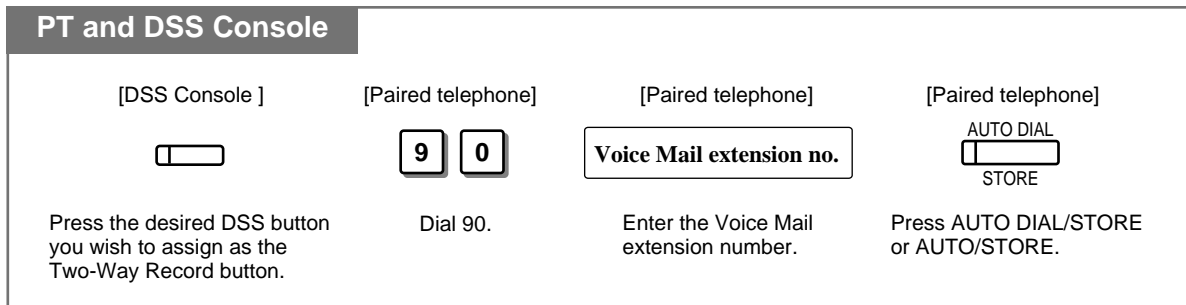 PT and DSS Console
[DSS Console ]
[Paired telephone]
[Paired telephone]
[Paired telephone]
9 0
Voice Mail extension no.
AUTO DIAL
STORE
Press the desired DSS button
you wish to assign as the
Two-Way Record button.
Dial 90.
Enter the Voice Mail
extension number.
Press AUTO DIAL/STORE
or AUTO/STORE.